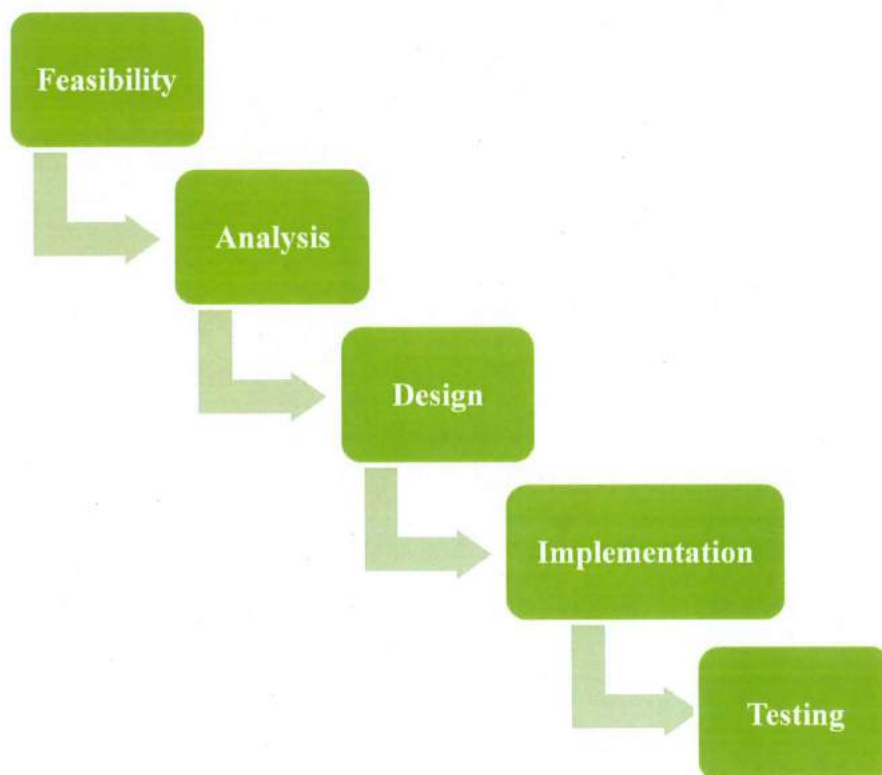 Feasibility
Analysis
Design
Implementation
Testing